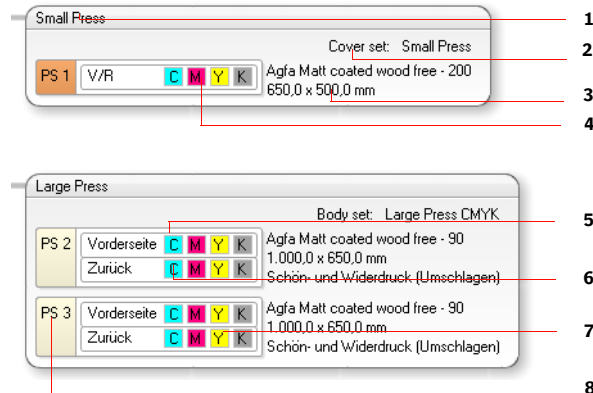 Small Press
1
Cover set: Small Press
2
PS 1 V/R C M Y K Agfa Matt coated wood free - 200
650,0 x 500,0 mm
3
4
Large Press
Body set: Large Press CMYK
5
PS 2 Vorderseite C M Y K Agfa Matt coated wood free - 90
1.000,0 x 650,0 mm
Zurück C M Y K Schön- und Widerdruck (Umschlagen)
6
PS 3 Vorderseite C M Y K Agfa Matt coated wood free - 90
1.000,0 x 650,0 mm
7
Zurück C M Y K Schön- und Widerdruck (Umschlagen)
8